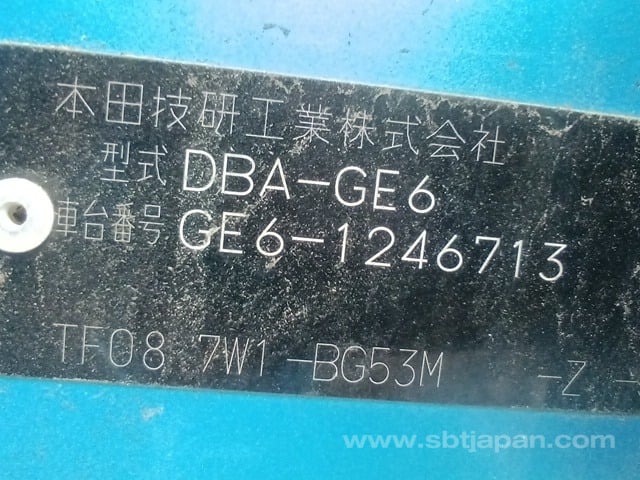 本田技研工業株式会社
型式 DBA-GE6
車台番号 GE6-1246713
TF08 7W1-BG53M -Z -
www.sbtjapan.com